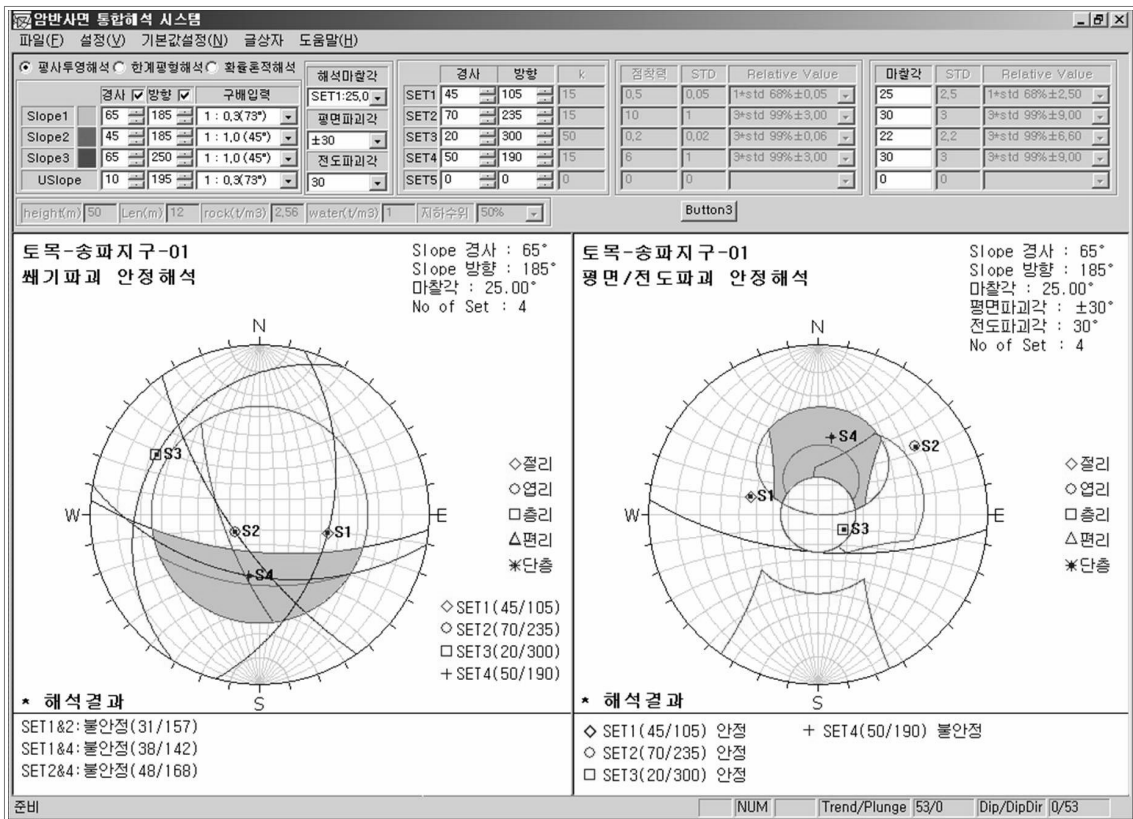 암반사면 통합해석 시스템
파일(F) 설정(V) 기본값설정(N) 글상자 도움말(H)
평사투영해석 한계평형해석 확률론적해석
경사 방향 구배입력
Slope1 65 185 1 : 0,3(73°)
Slope2 45 185 1 : 1,0 (45°)
Slope3 65 250 1 : 1,0 (45°)
USlope 10 195 1 : 0,3(73°)
해석마찰각
SET1:25,0
평면파괴각
±30
전도파괴각
30
경사 방향 k
SET1 45 105 15
SET2 70 235 15
SET3 20 300 50
SET4 50 190 15
SET5 0 0 0
점착력 STD Relative Value
0,5 0,05 1*std 68%±0,05
10 1 3*std 99%±3,00
0,2 0,02 3*std 99%±0,06
6 1 3*std 99%±3,00
0 0
마찰각 STD Relative Value
25 2,5 1*std 68%±2,50
30 3 3*std 99%±9,00
22 2,2 3*std 99%±6,60
30 3 3*std 99%±9,00
0 0
height(m) 50 Len(m) 12 rock(t/m3) 2,56 water(t/m3) 1 지하수위 50%
Button3
토목-송파지구-01
쐐기파괴 안정해석
Slope 경사 : 65°
Slope 방향 : 185°
마찰각 : 25.00°
No of Set : 4
N
S3
W
S2
S1
E
S4
S
◇절리
○엽리
□층리
△편리
✳단층
◇SET1(45/105)
○SET2(70/235)
□SET3(20/300)
+SET4(50/190)
* 해석결과
SET1&2:불안정(31/157)
SET1&4:불안정(38/142)
SET2&4:불안정(48/168)
토목-송파지구-01
평면/전도파괴 안정해석
Slope 경사 : 65°
Slope 방향 : 185°
마찰각 : 25.00°
평면파괴각 : ±30°
전도파괴각 : 30°
No of Set : 4
N
S4
S2
S1
W
E
S3
S
◇절리
○엽리
□층리
△편리
✳단층
* 해석결과
◇ SET1(45/105) 안정 + SET4(50/190) 불안정
○ SET2(70/235) 안정
□ SET3(20/300) 안정
준비 NUM Trend/Plunge 53/0 Dip/DipDir 0/53